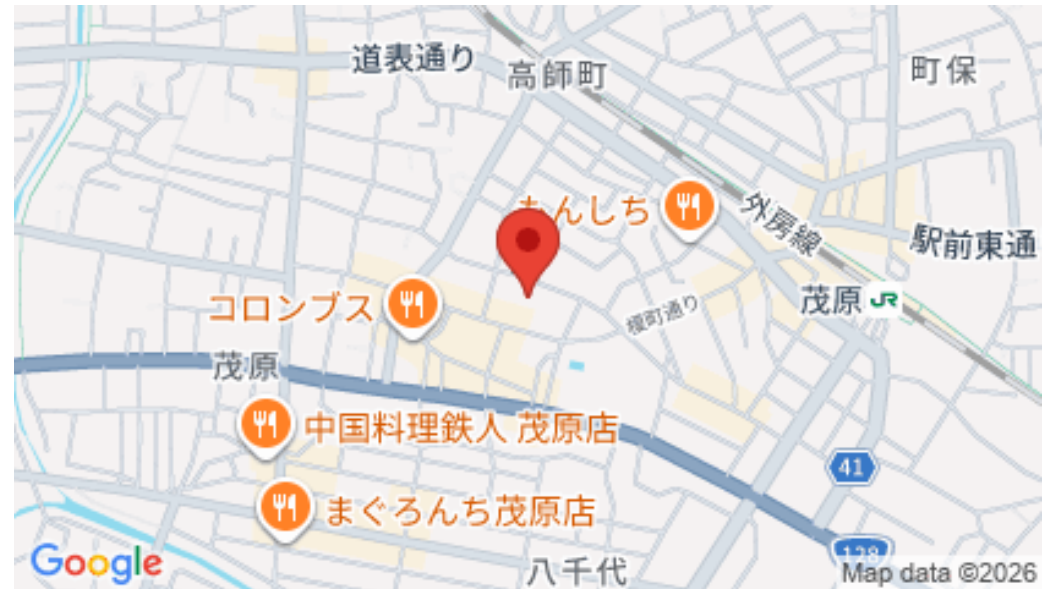 道表通り
高師町
町保
もんしち
外房線
駅前東通
コロンブス
榎町通り
茂原 JR
茂原
中国料理鉄人 茂原店
41
まぐろんち茂原店
128
八千代
Google
Map data ©2026